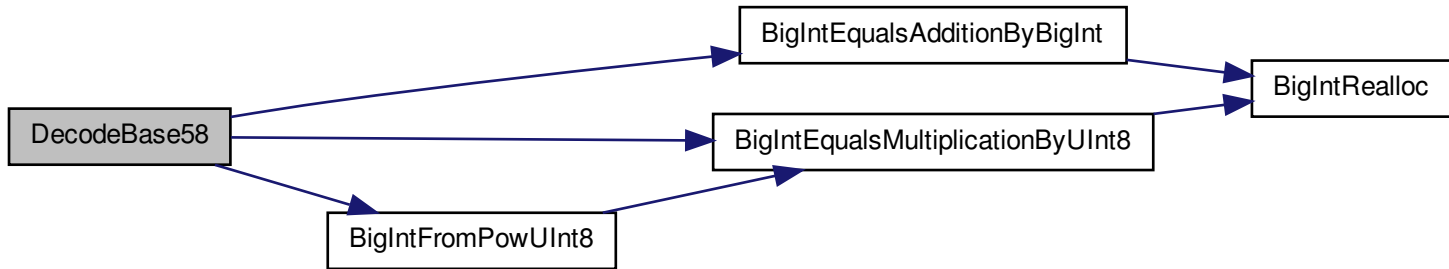 BigIntEqualsAdditionByBigInt
BigIntRealloc
DecodeBase58
BigIntEqualsMultiplicationByUInt8
BigIntFromPowUInt8